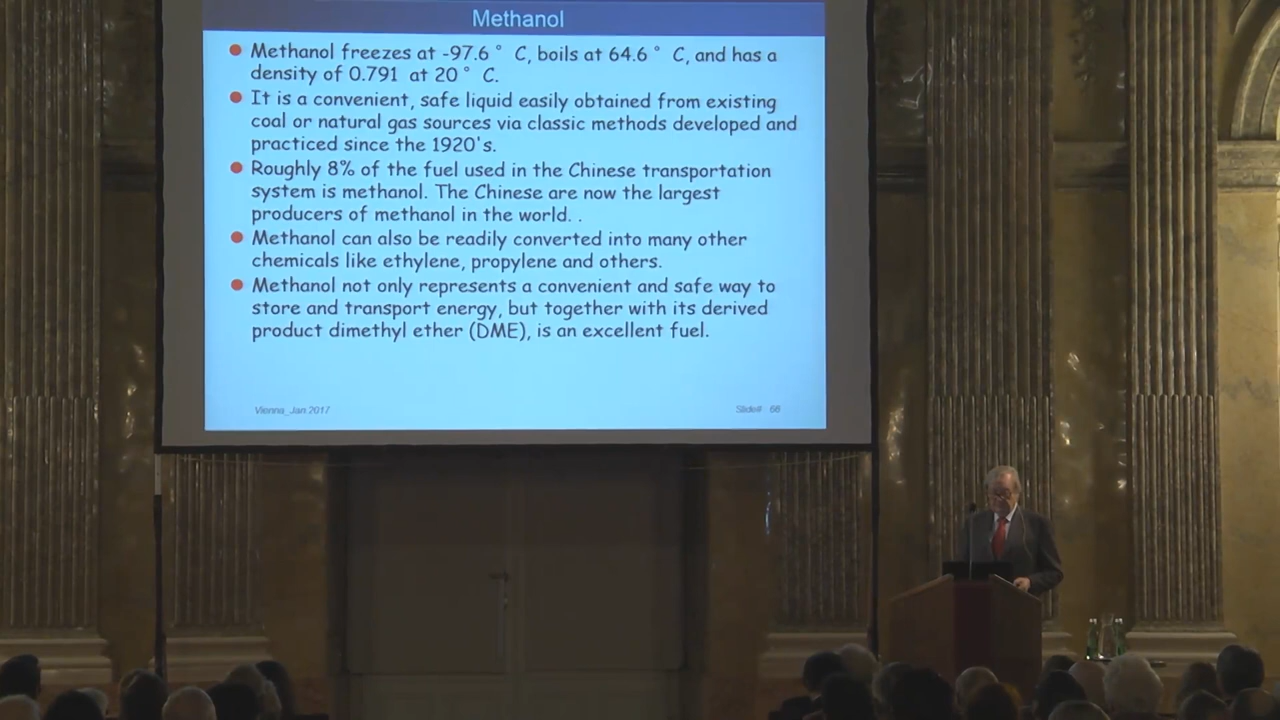 Methanol
Methanol freezes at -97.6 ° C, boils at 64.6 ° C, and has a
density of 0.791 at 20 ° C.
It is a convenient, safe liquid easily obtained from existing
coal or natural gas sources via classic methods developed and
practiced since the 1920's.
Roughly 8% of the fuel used in the Chinese transportation
system is methanol. The Chinese are now the largest
producers of methanol in the world. .
Methanol can also be readily converted into many other
chemicals like ethylene, propylene and others.
Methanol not only represents a convenient and safe way to
store and transport energy, but together with its derived
product dimethyl ether (DME), is an excellent fuel.
Vienna_Jan.2017
Slide# 66